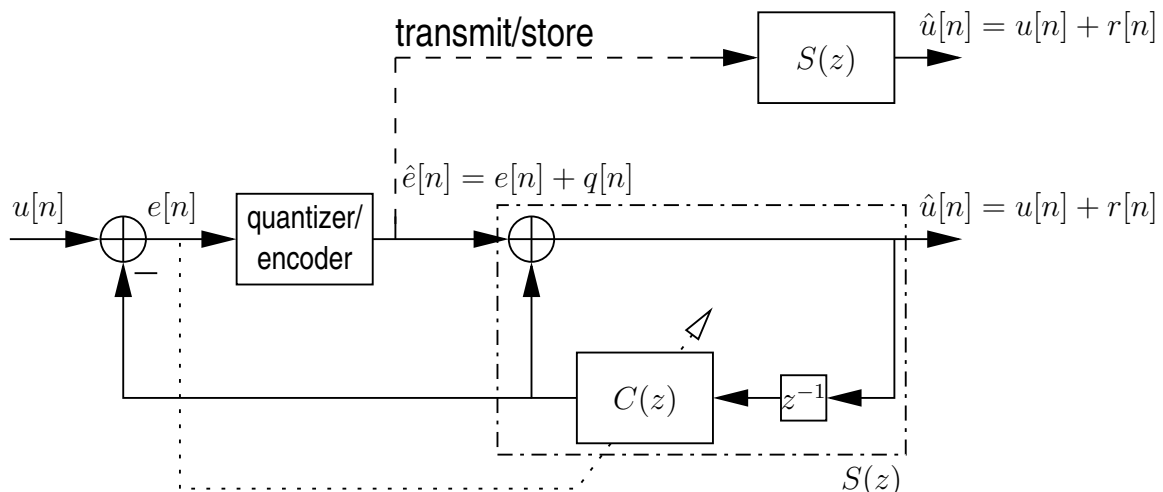 transmit/store
S(z)
û[n] = u[n] + r[n]
u[n]
e[n]
quantizer/
encoder
ê[n] = e[n] + q[n]
û[n] = u[n] + r[n]
−
C(z)
z⁻¹
S(z)